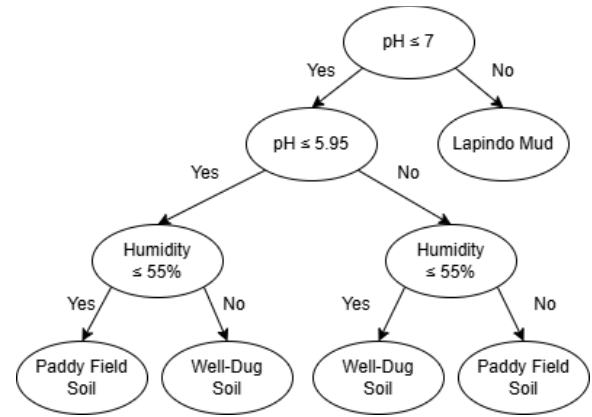 pH ≤ 7
Yes
No
pH ≤ 5.95
Lapindo Mud
Yes
No
Humidity
≤ 55%
Humidity
≤ 55%
Yes
No
Yes
No
Paddy Field
Soil
Well-Dug
Soil
Well-Dug
Soil
Paddy Field
Soil